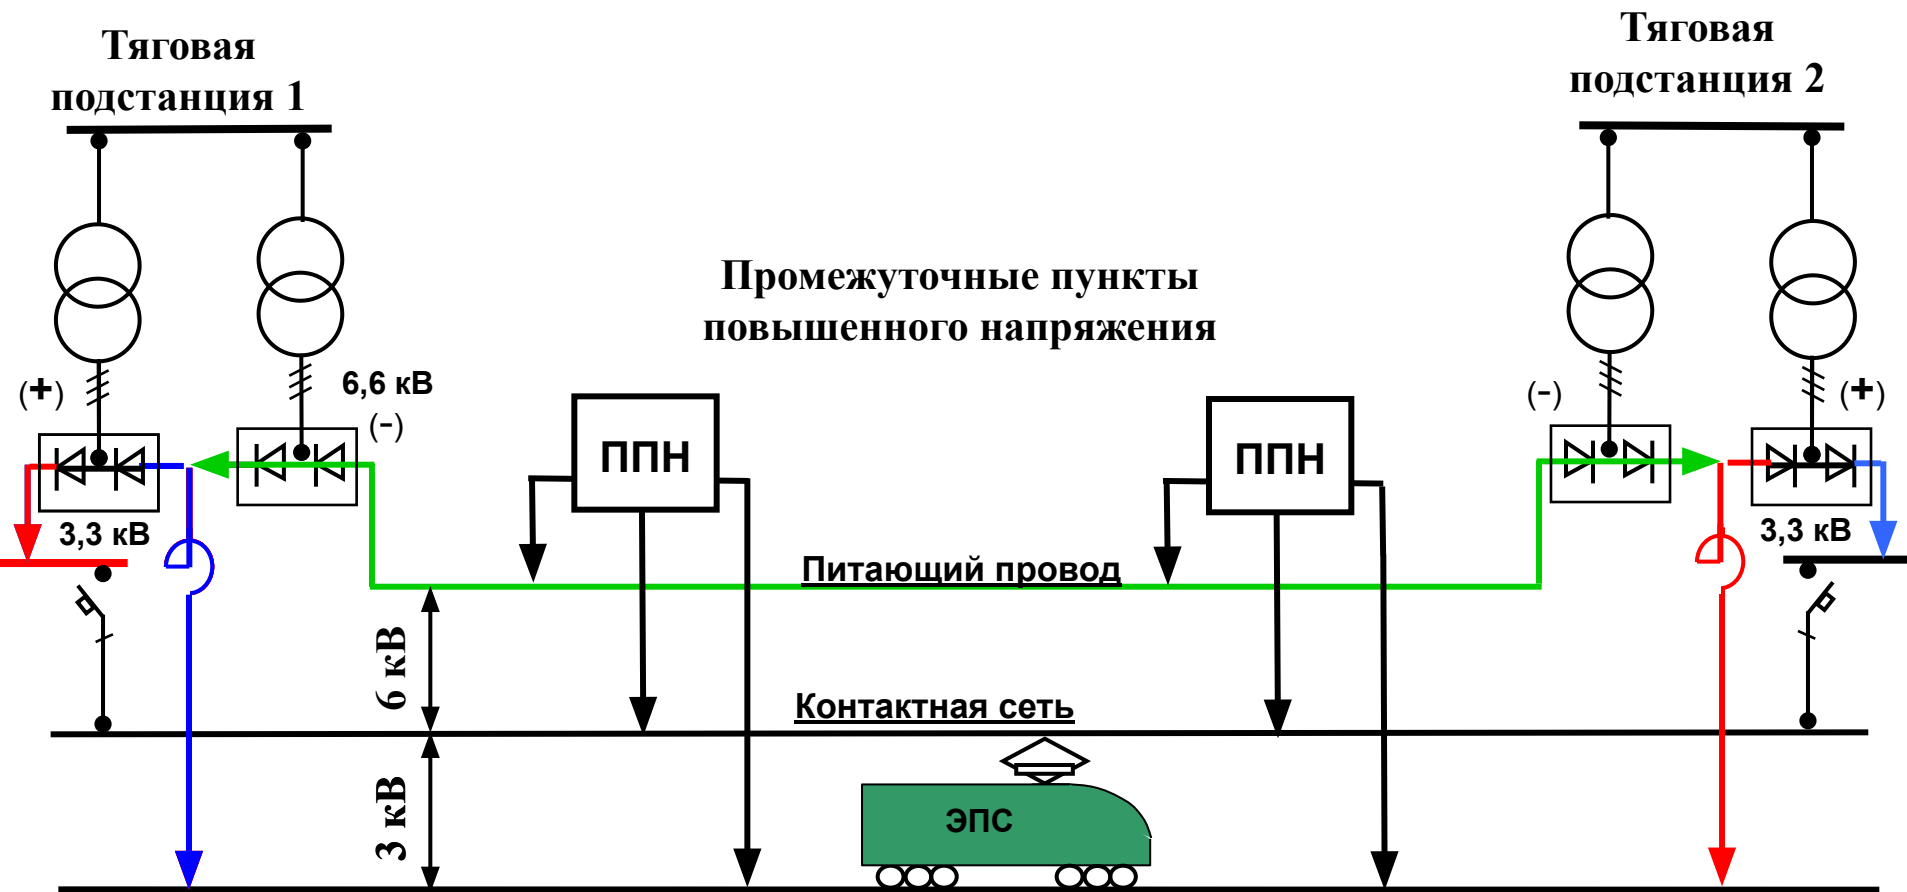 Тяговая
подстанция 1
Тяговая
подстанция 2
Промежуточные пункты
повышенного напряжения
(+)
6,6 кВ
(-)
(-)
(+)
ППН
ППН
3,3 кВ
3,3 кВ
Питающий провод
6 кВ
Контактная сеть
3 кВ
ЭПС